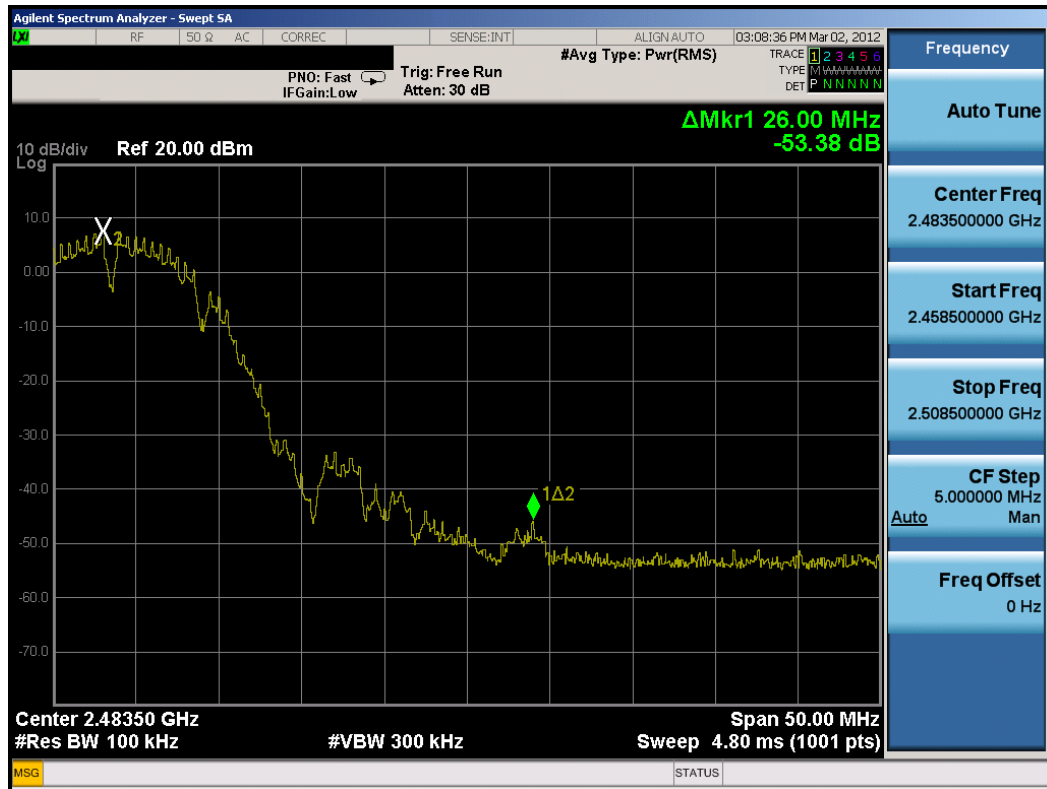 Agilent Spectrum Analyzer - Swept SA
LXI RF 50 Ω AC CORREC SENSE:INT ALIGN AUTO 03:08:36 PM Mar 02, 2012
#Avg Type: Pwr(RMS) TRACE 1 2 3 4 5 6
PNO: Fast Trig: Free Run TYPE M WWWWW
IFGain:Low Atten: 30 dB DET P N N N N N
Frequency
ΔMkr1 26.00 MHz
-53.38 dB
10 dB/div Ref 20.00 dBm
Log
10.0
0.00
-10.0
-20.0
-30.0
-40.0
-50.0
-60.0
-70.0
2
1Δ2
Center 2.48350 GHz Span 50.00 MHz
#Res BW 100 kHz #VBW 300 kHz Sweep 4.80 ms (1001 pts)
Auto Tune
Center Freq
2.483500000 GHz
Start Freq
2.458500000 GHz
Stop Freq
2.508500000 GHz
CF Step
5.000000 MHz
Auto Man
Freq Offset
0 Hz
MSG STATUS